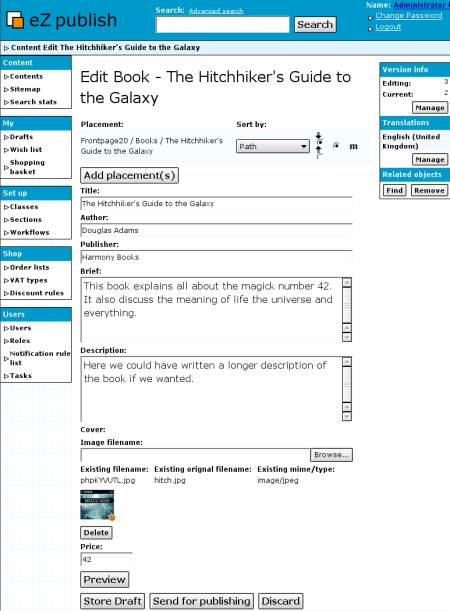 eZ publish
Search: Advanced search
Search
Name: Administrator
Change Password
Logout
Content Edit The Hitchhiker's Guide to the Galaxy
Content
Contents
Sitemap
Search stats
My
Drafts
Wish list
Shopping
basket
Set up
Classes
Sections
Workflows
Shop
Order lists
VAT types
Discount rules
Users
Users
Roles
Notification rule
list
Tasks
Edit Book - The Hitchhiker's Guide to
the Galaxy
Placement: Sort by:
Frontpage20 / Books / The Hitchhiker's
Guide to the Galaxy
Path
m
Add placement(s)
Title:
The Hitchhiker's Guide to the Galaxy
Author:
Douglas Adams
Publisher:
Harmony Books
Brief:
This book explains all about the magick number 42.
It also discuss the meaning of life the universe and
everything.
Description:
Here we could have written a longer description of
the book if we wanted.
Cover:
Image filename:
Browse...
Existing filename: Existing orignal filename: Existing mime/type:
phpKYVUTL.jpg hitch.jpg image/jpeg
Delete
Price:
42
Preview
Store Draft Send for publishing Discard
Version info
Editing: 3
Current: 2
Manage
Translations
English (United
Kingdom)
Manage
Related objects
Find Remove